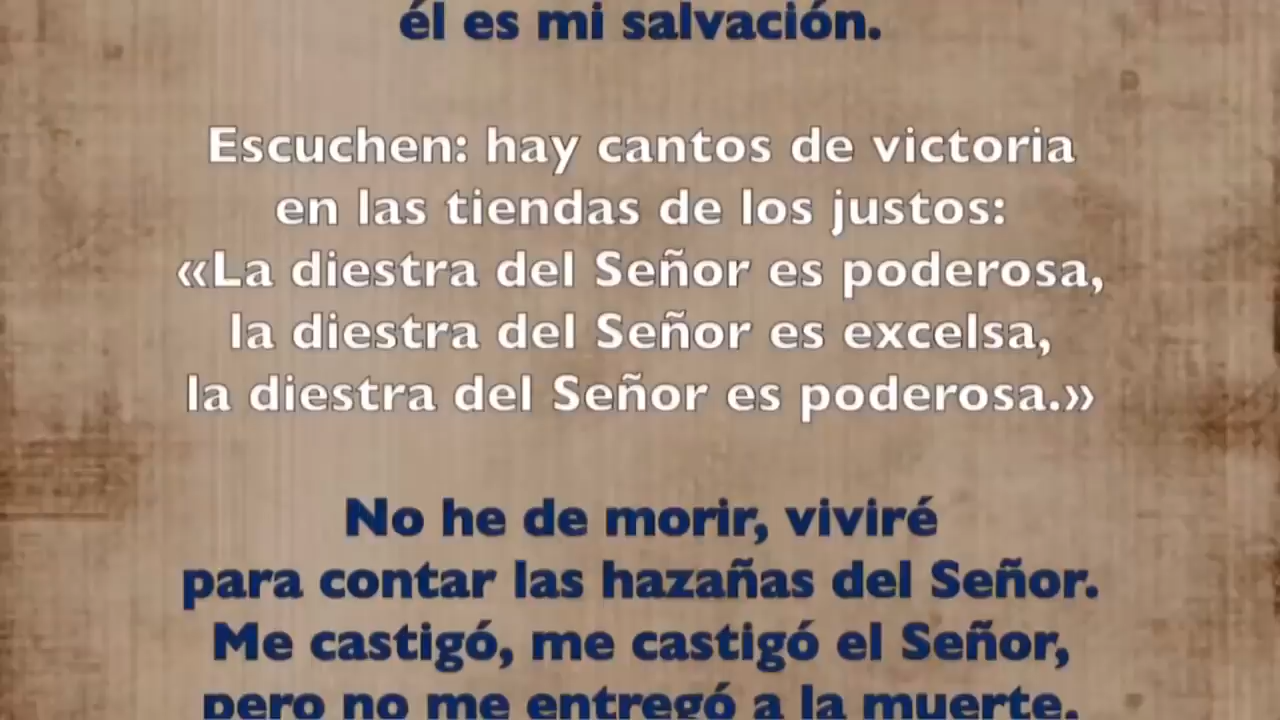 él es mi salvación.
Escuchen: hay cantos de victoria
en las tiendas de los justos:
«La diestra del Señor es poderosa,
la diestra del Señor es excelsa,
la diestra del Señor es poderosa.»
No he de morir, viviré
para contar las hazañas del Señor.
Me castigó, me castigó el Señor,
pero no me entregó a la muerte.